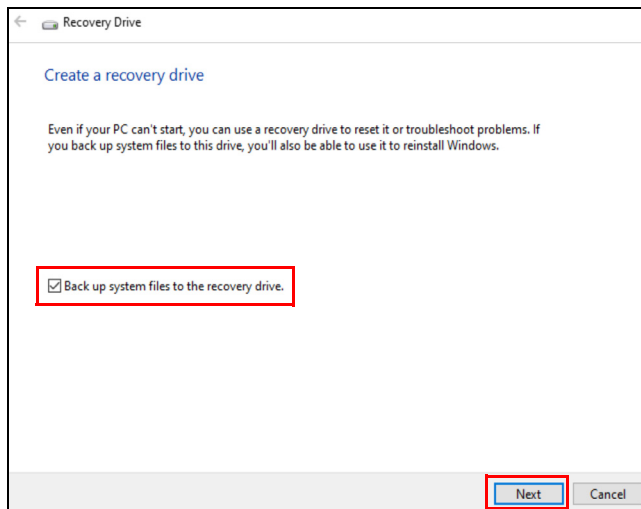 Recovery Drive
Create a recovery drive
Even if your PC can't start, you can use a recovery drive to reset it or troubleshoot problems. If
you back up system files to this drive, you'll also be able to use it to reinstall Windows.
Back up system files to the recovery drive.
Next Cancel